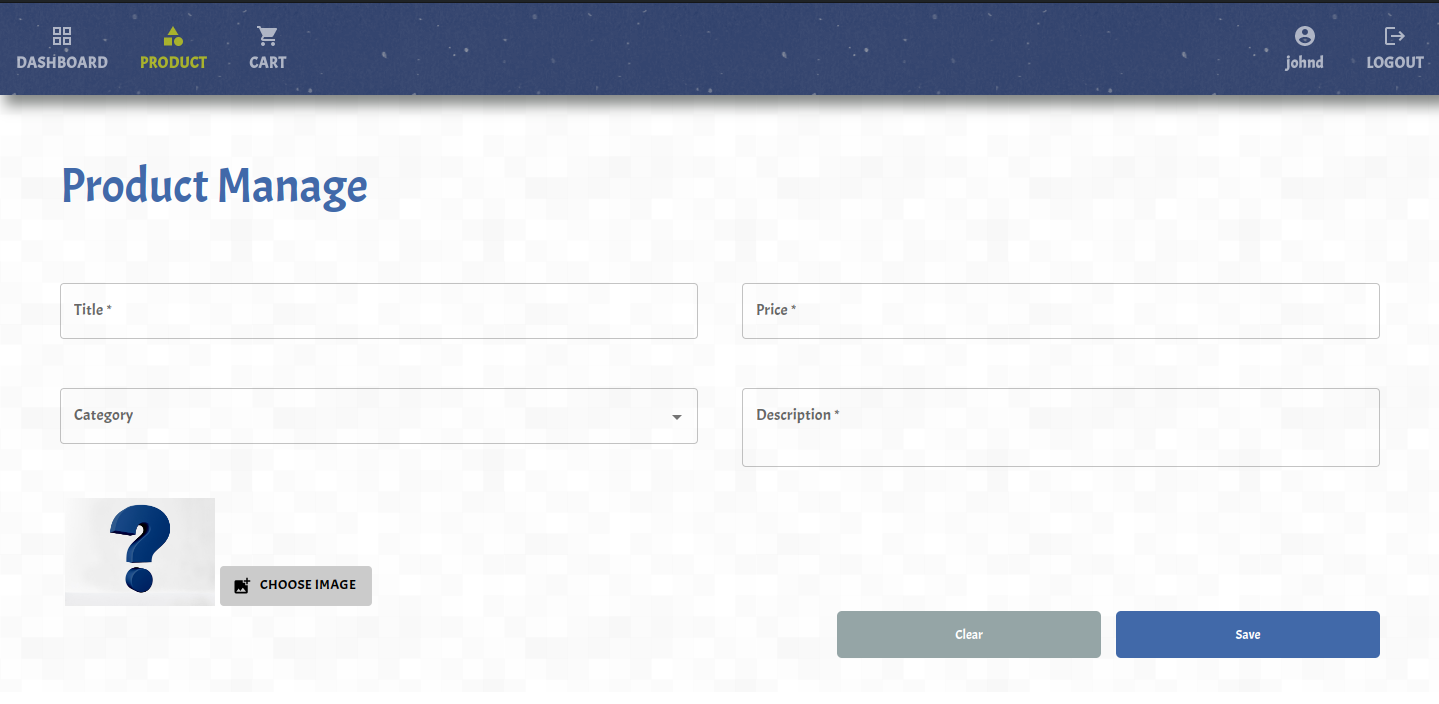 DASHBOARD PRODUCT CART johnd LOGOUT
Product Manage
Title * Price *
Category Description *
CHOOSE IMAGE
Clear Save